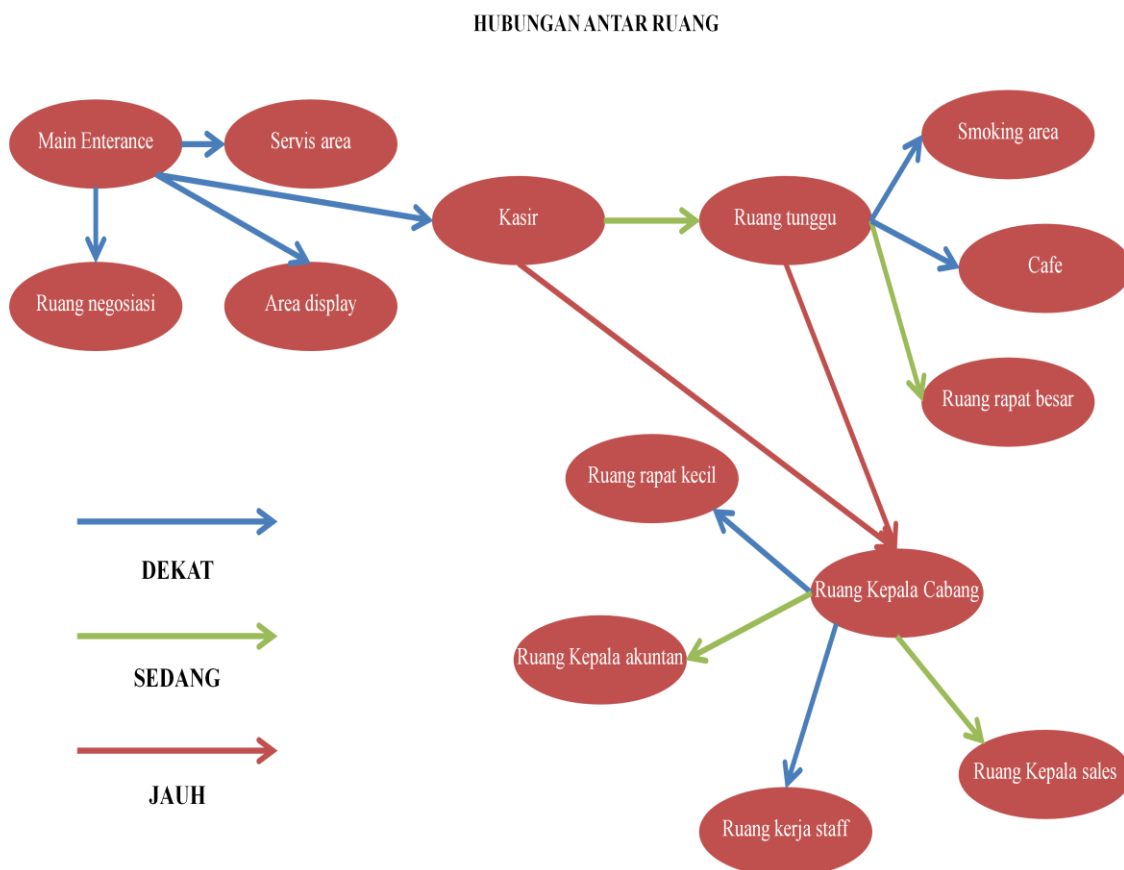 HUBUNGAN ANTAR RUANG
Main Enterance
Servis area
Smoking area
Kasir
Ruang tunggu
Cafe
Ruang negosiasi
Area display
Ruang rapat besar
Ruang rapat kecil
DEKAT
Ruang Kepala Cabang
Ruang Kepala akuntan
SEDANG
Ruang Kepala sales
JAUH
Ruang kerja staff